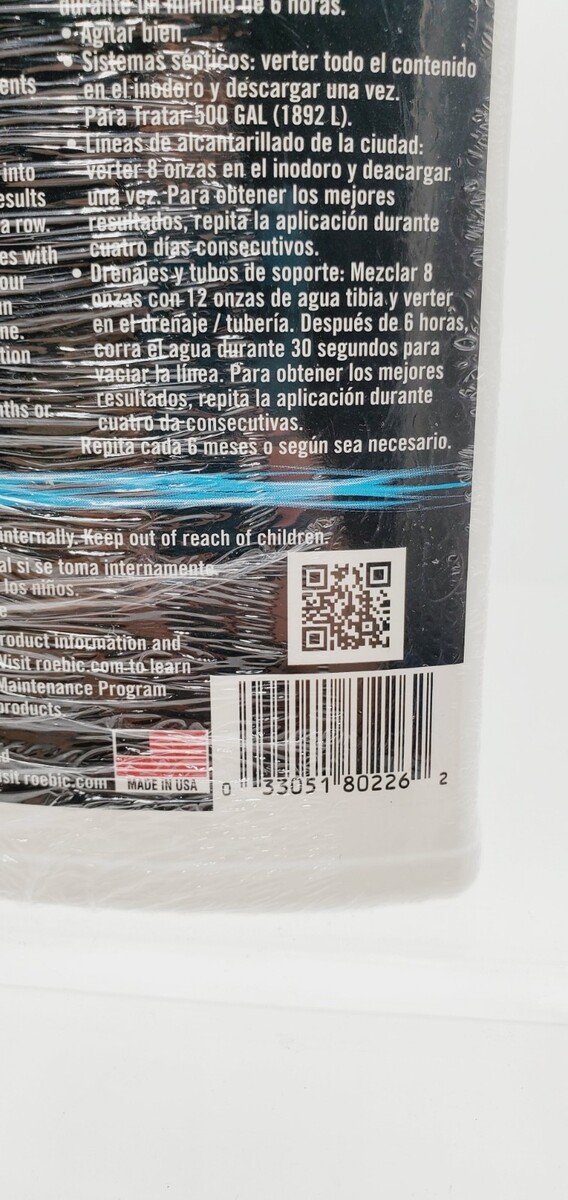 durante un mínimo de 6 horas.
• Agitar bien.
• Sistemas sépticos: verter todo el contenido
en el inodoro y descargar una vez.
Para Tratar 500 GAL (1892 L).
• Líneas de alcantarillado de la ciudad:
verter 8 onzas en el inodoro y deacargar
una vez. Para obtener los mejores
resultados, repita la aplicación durante
cuatro días consecutivos.
• Drenajes y tubos de soporte: Mezclar 8
onzas con 12 onzas de agua tibia y verter
en el drenaje / tubería. Después de 6 horas,
corra el agua durante 30 segundos para
vaciar la línea. Para obtener los mejores
resultados, repita la aplicación durante
cuatro da consecutivas.
Repita cada 6 meses o según sea necesario.
ents
into
esults
a row.
es with
our
in
ne.
tion
ths or
internally. Keep out of reach of children.
al si se toma internamente.
los niños.
e
roduct information and
Visit roebic.com to learn
Maintenance Program
products
d
isit roebic.com
MADE IN USA
0 33051 80226 2